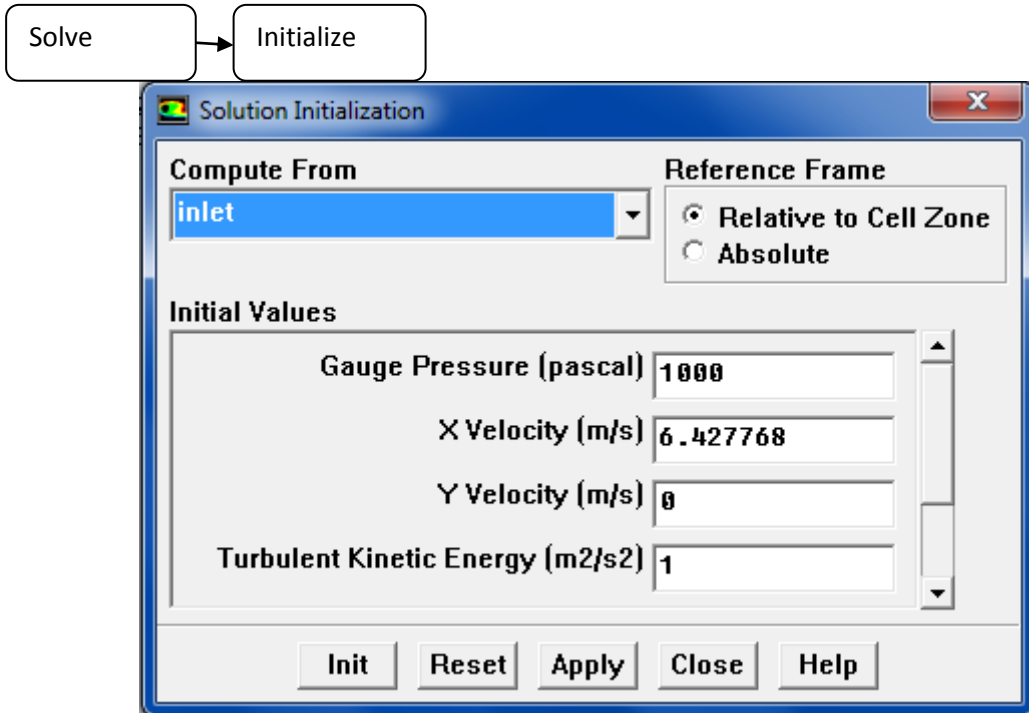 Solve Initialize
Solution Initialization x
Compute From Reference Frame
inlet
Relative to Cell Zone
Absolute
Initial Values
Gauge Pressure (pascal) 1000
X Velocity (m/s) 6.427768
Y Velocity (m/s) 0
Turbulent Kinetic Energy (m2/s2) 1
Init Reset Apply Close Help